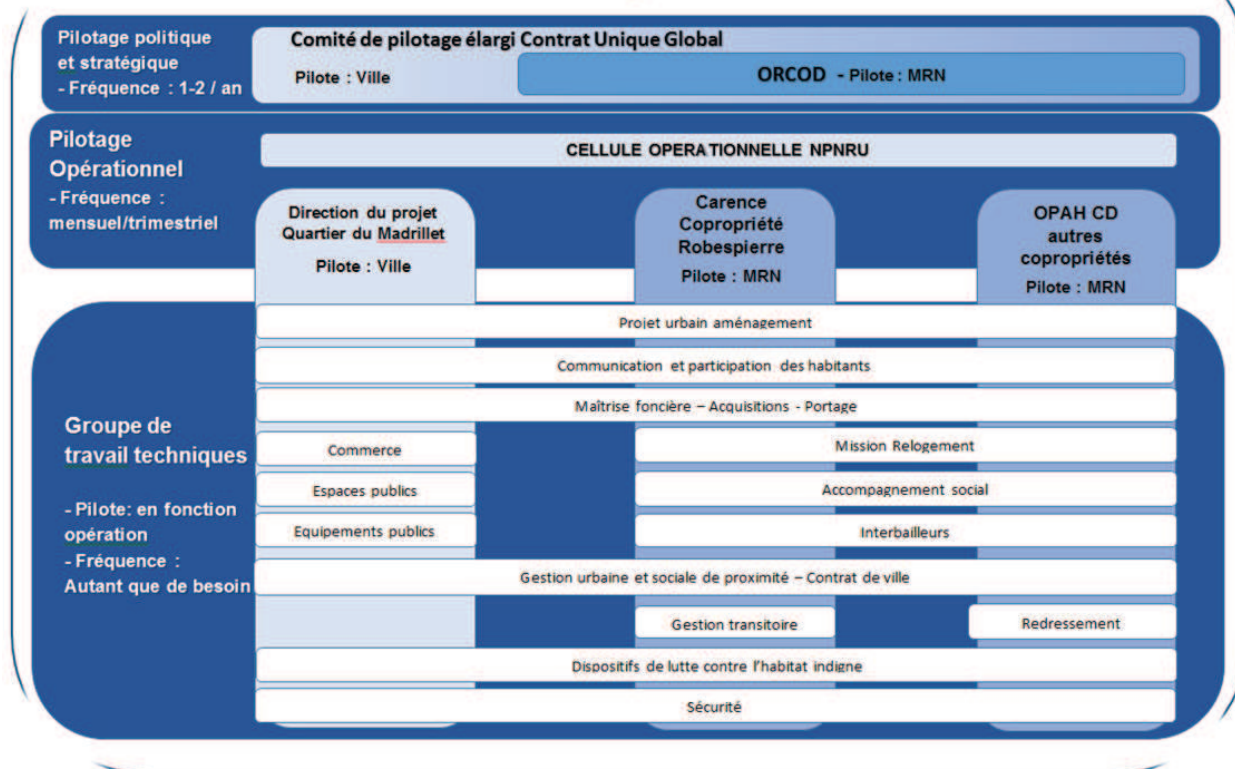 Pilotage politique
et stratégique
- Fréquence : 1-2 / an
Comité de pilotage élargi Contrat Unique Global
Pilote : Ville
ORCOD - Pilote : MRN
Pilotage
Opérationnel
- Fréquence :
mensuel/trimestriel
CELLULE OPERATIONNELLE NPNRU
Direction du projet
Quartier du Madrillet
Pilote : Ville
Carence
Copropriété
Robespierre
Pilote : MRN
OPAH CD
autres
copropriétés
Pilote : MRN
Groupe de
travail techniques
- Pilote: en fonction
opération
- Fréquence :
Autant que de besoin
Projet urbain aménagement
Communication et participation des habitants
Maîtrise foncière – Acquisitions - Portage
Commerce
Mission Relogement
Espaces publics
Accompagnement social
Equipements publics
Interbailleurs
Gestion urbaine et sociale de proximité – Contrat de ville
Gestion transitoire
Redressement
Dispositifs de lutte contre l'habitat indigne
Sécurité